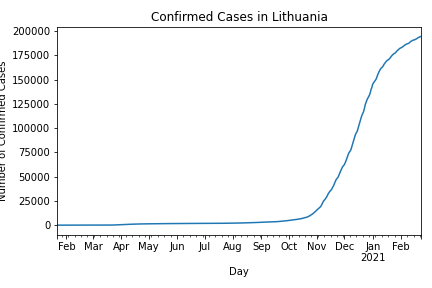 Confirmed Cases in Lithuania
200000
175000
150000
125000
100000
75000
50000
25000
0
Number of Confirmed Cases
Feb Mar Apr May Jun Jul Aug Sep Oct Nov Dec Jan Feb
2021
Day